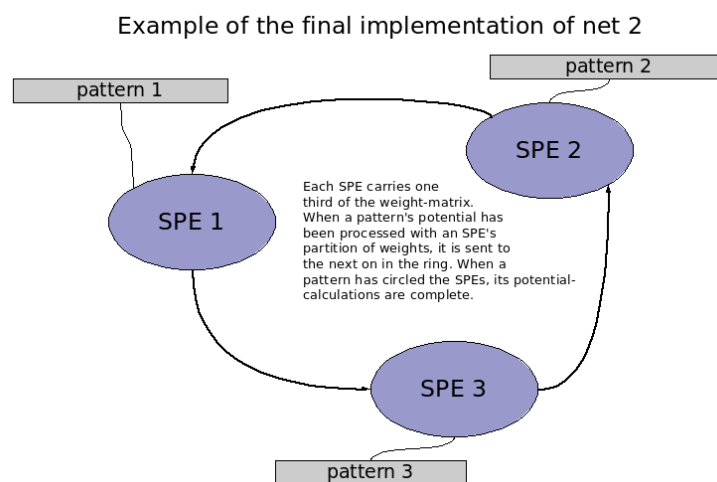 Example of the final implementation of net 2
pattern 2
pattern 1
SPE 2
SPE 1
Each SPE carries one
third of the weight-matrix.
When a pattern's potential has
been processed with an SPE's
partition of weights, it is sent to
the next on in the ring. When a
pattern has circled the SPEs, its potential-
calculations are complete.
SPE 3
pattern 3